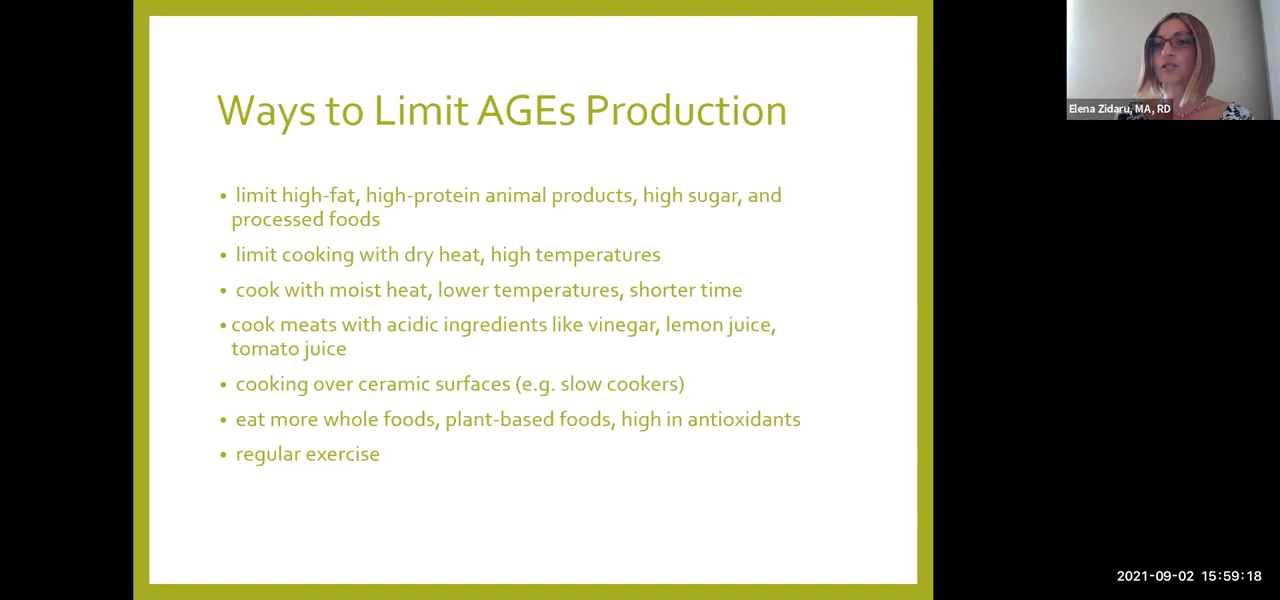 Ways to Limit AGEs Production
• limit high-fat, high-protein animal products, high sugar, and
processed foods
• limit cooking with dry heat, high temperatures
• cook with moist heat, lower temperatures, shorter time
• cook meats with acidic ingredients like vinegar, lemon juice,
tomato juice
• cooking over ceramic surfaces (e.g. slow cookers)
• eat more whole foods, plant-based foods, high in antioxidants
• regular exercise
Elena Zidaru, MA, RD
2021-09-02 15:59:18